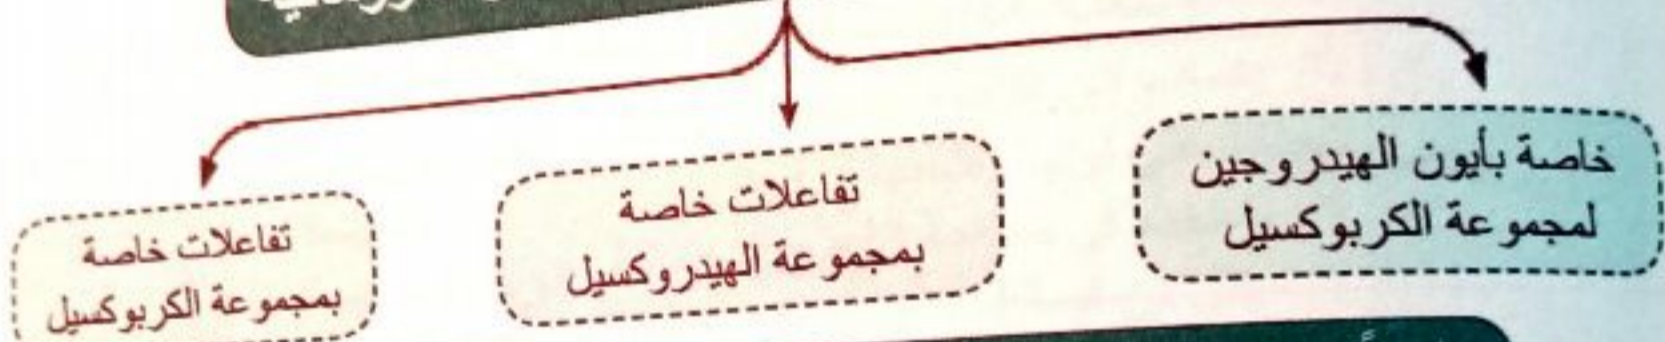 خاصة بأيون الهيدروجين
لمجموعة الكربوكسيل
تفاعلات خاصة
بمجموعة الهيدروكسيل
تفاعلات خاصة
بمجموعة الكربوكسيل